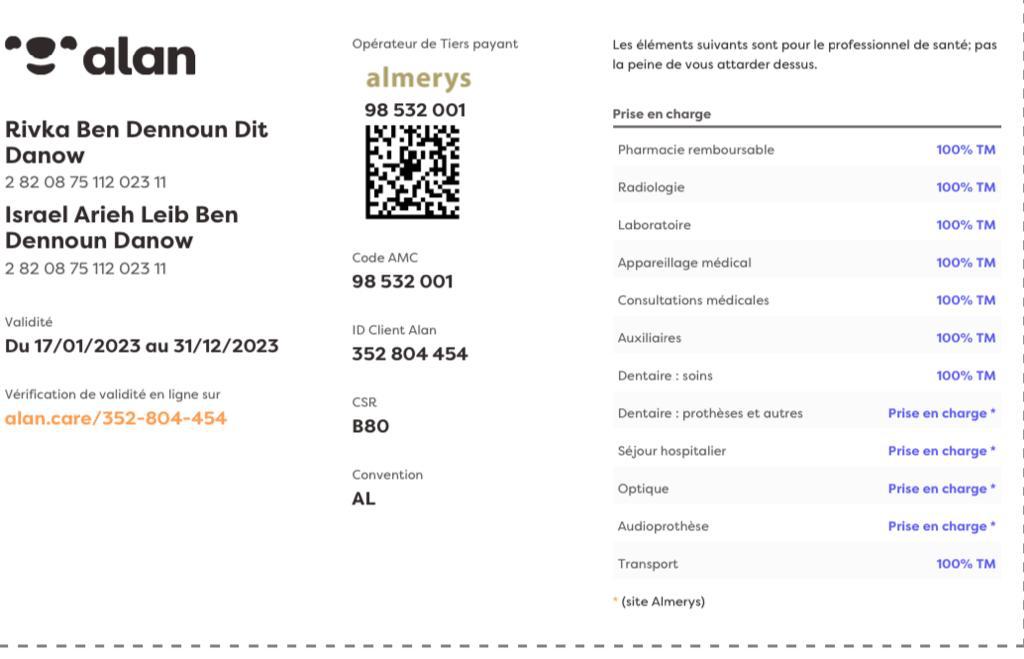 alan
Rivka Ben Dennoun Dit
Danow
2 82 08 75 112 023 11
Israel Arieh Leib Ben
Dennoun Danow
2 82 08 75 112 023 11
Validité
Du 17/01/2023 au 31/12/2023
Vérification de validité en ligne sur
alan.care/352-804-454
Opérateur de Tiers payant
almerys
98 532 001
Code AMC
98 532 001
ID Client Alan
352 804 454
CSR
B80
Convention
AL
Les éléments suivants sont pour le professionnel de santé; pas
la peine de vous attarder dessus.
Prise en charge
Pharmacie remboursable 100% TM
Radiologie 100% TM
Laboratoire 100% TM
Appareillage médical 100% TM
Consultations médicales 100% TM
Auxiliaires 100% TM
Dentaire : soins 100% TM
Dentaire : prothèses et autres Prise en charge *
Séjour hospitalier Prise en charge *
Optique Prise en charge *
Audioprothèse Prise en charge *
Transport 100% TM
* (site Almerys)